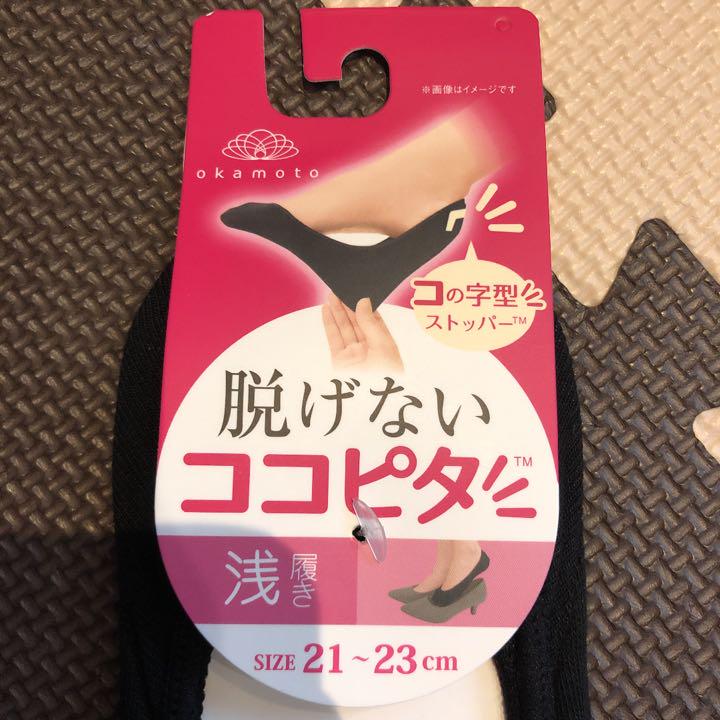 ※画像はイメージです
okamoto
コの字型
ストッパー™
脱げない
ココピタ™
浅履き
SIZE 21～23cm